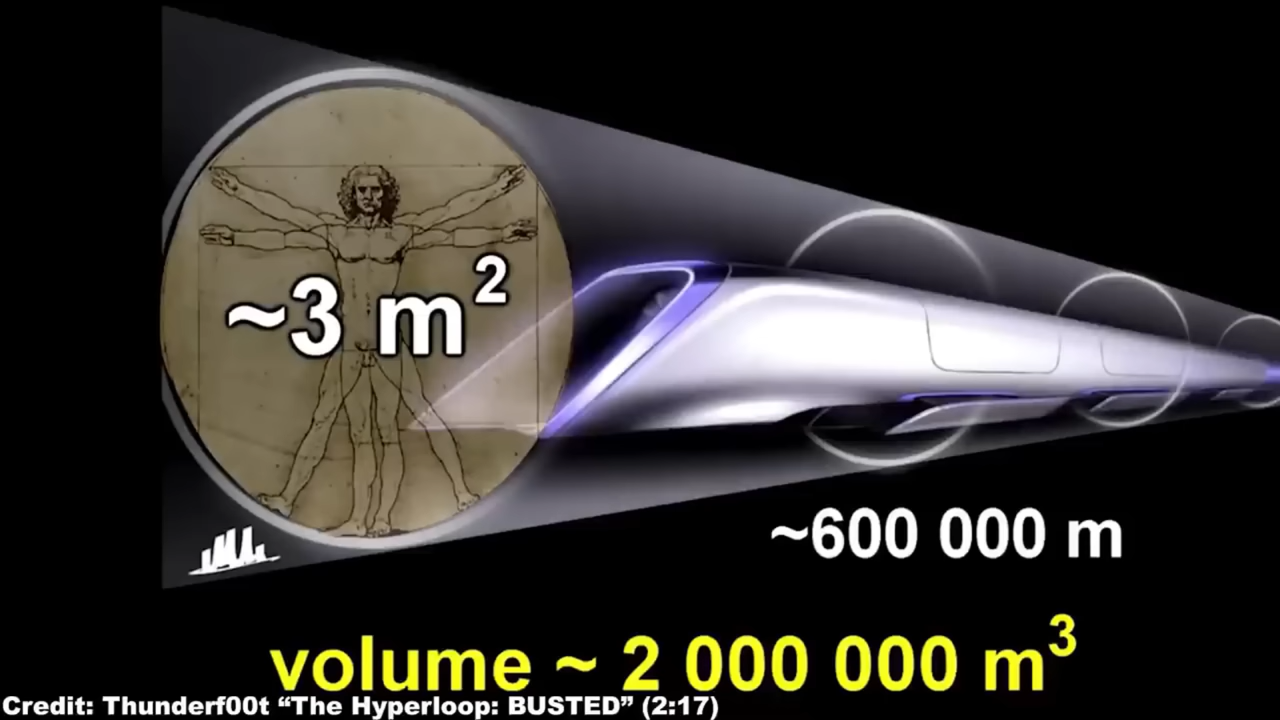 ~3 m²
~600 000 m
volume ~ 2 000 000 m³
Credit: Thunderf00t “The Hyperloop: BUSTED” (2:17)